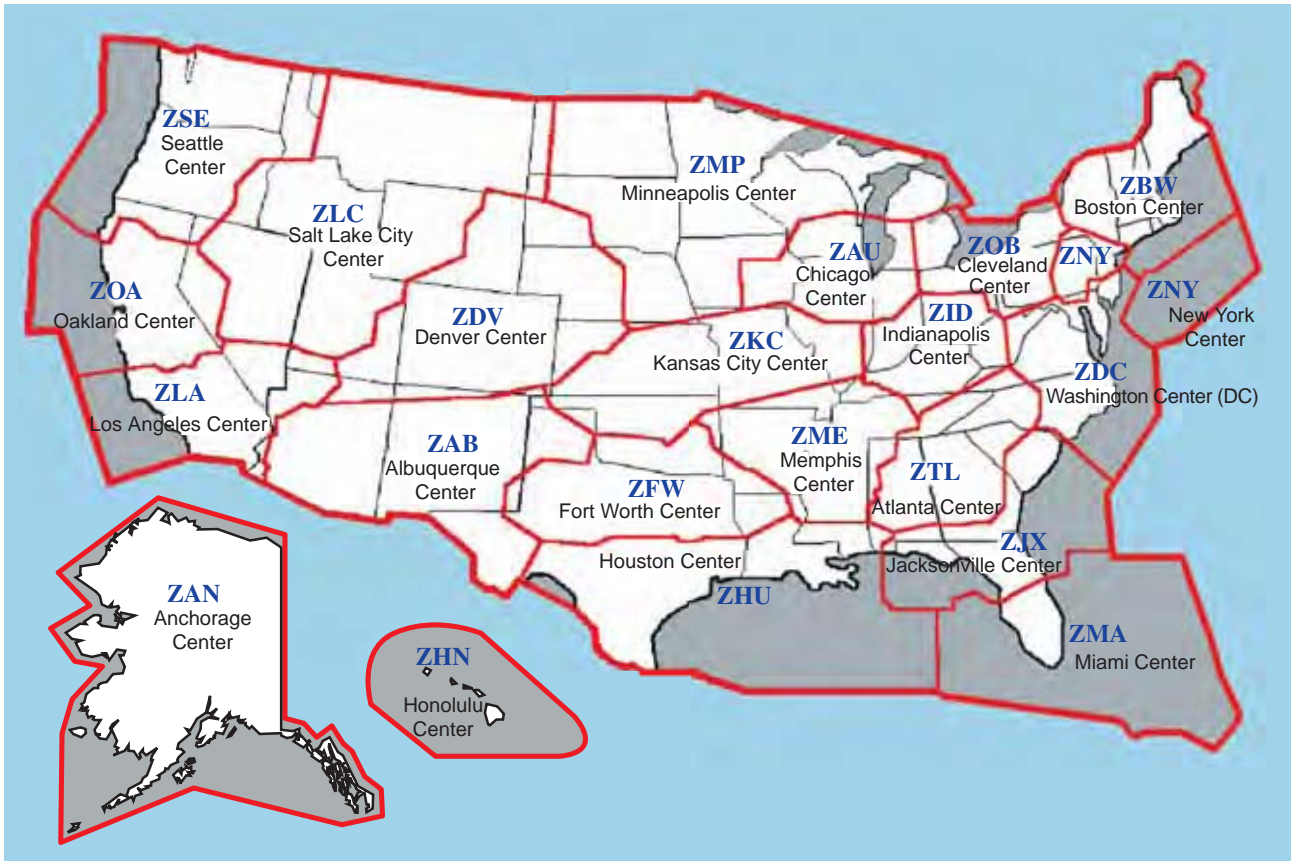 ZSE
Seattle
Center
ZMP
Minneapolis Center
ZBW
Boston Center
ZLC
Salt Lake City
Center
ZAU
Chicago
Center
ZOB
Cleveland
Center
ZNY
ZNY
New York
Center
ZOA
Oakland Center
ZDV
Denver Center
ZID
Indianapolis
Center
ZKC
Kansas City Center
ZDC
Washington Center (DC)
ZLA
Los Angeles Center
ZAB
Albuquerque
Center
ZME
Memphis
Center
ZTL
Atlanta Center
ZFW
Fort Worth Center
ZJX
Jacksonville Center
Houston Center
ZHU
ZMA
Miami Center
ZAN
Anchorage
Center
ZHN
Honolulu
Center